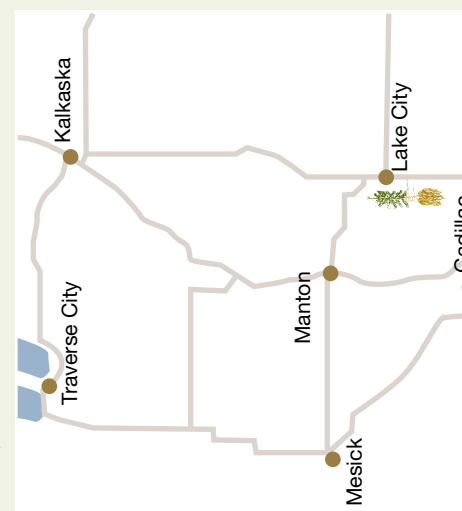 Kalkaska
Lake City
Traverse City
Manton
Mesick